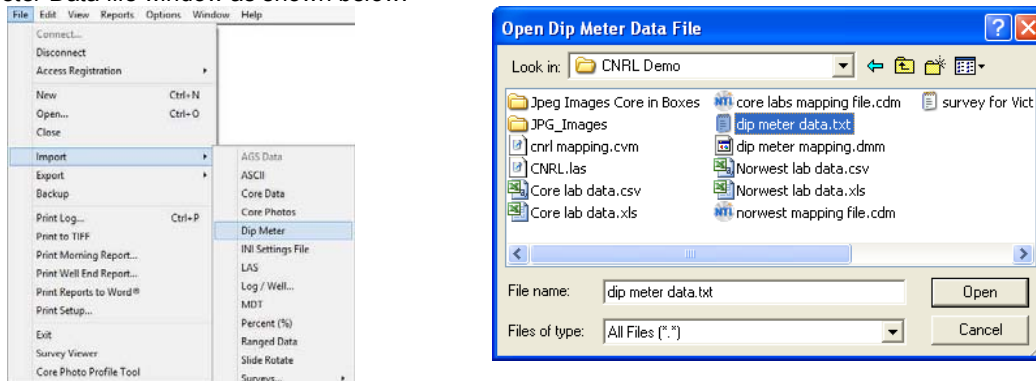 eter Data file window as shown below.
File Edit View Reports Options Window Help
Connect...
Disconnect
Access Registration
New Ctrl+N
Open... Ctrl+O
Close
Import
Export
Backup
Print Log... Ctrl+P
Print to TIFF
Print Morning Report...
Print Well End Report...
Print Reports to Word®
Print Setup...
Exit
Survey Viewer
Core Photo Profile Tool
AGS Data
ASCII
Core Data
Core Photos
Dip Meter
INI Settings File
LAS
Log / Well...
MDT
Percent (%)
Ranged Data
Slide Rotate
Surveys...
Open Dip Meter Data File
Look in: CNRL Demo
Jpeg Images Core in Boxes
JPG_Images
cnrl mapping.cvm
CNRL.las
Core lab data.csv
Core lab data.xls
core labs mapping file.cdm
dip meter data.txt
dip meter mapping.dmm
Norwest lab data.csv
Norwest lab data.xls
norwest mapping file.cdm
survey for Vict
File name: dip meter data.txt Open
Files of type: All Files (*.*) Cancel